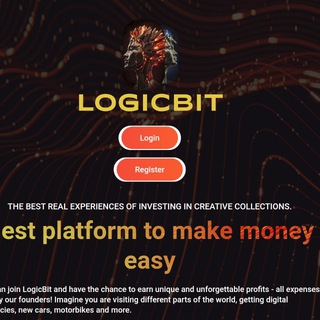 LOGICBIT
Login
Register
THE BEST REAL EXPERIENCES OF INVESTING IN CREATIVE COLLECTIONS.
est platform to make money
easy
n join LogicBit and have the chance to earn unique and unforgettable profits - all expenses
y our founders! Imagine you are visiting different parts of the world, getting digital
cies, new cars, motorbikes and more.